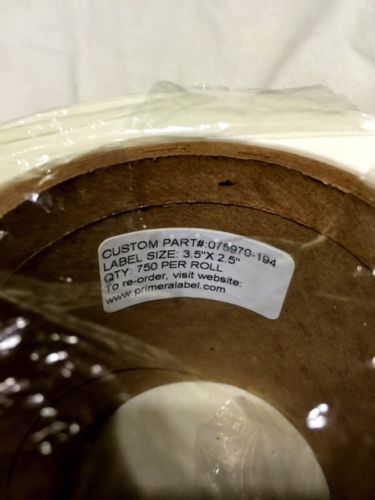 CUSTOM PART#:075970-194
LABEL SIZE: 3.5"X 2.5"
QTY: 750 PER ROLL
To re-order, visit website:
www.primeralabel.com